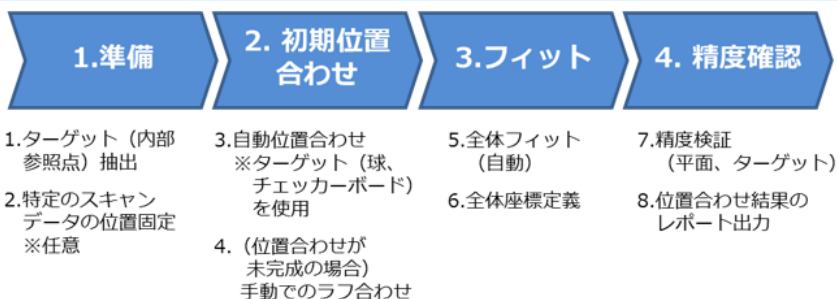 1.準備
2. 初期位置
合わせ
3.フィット
4. 精度確認
1.ターゲット（内部
参照点）抽出
2.特定のスキャン
データの位置固定
※任意
3.自動位置合わせ
※ターゲット（球、
チェッカーボード）
を使用
4.（位置合わせが
未完成の場合）
手動でのラフ合わせ
5.全体フィット
（自動）
6.全体座標定義
7.精度検証
（平面、ターゲット）
8.位置合わせ結果の
レポート出力